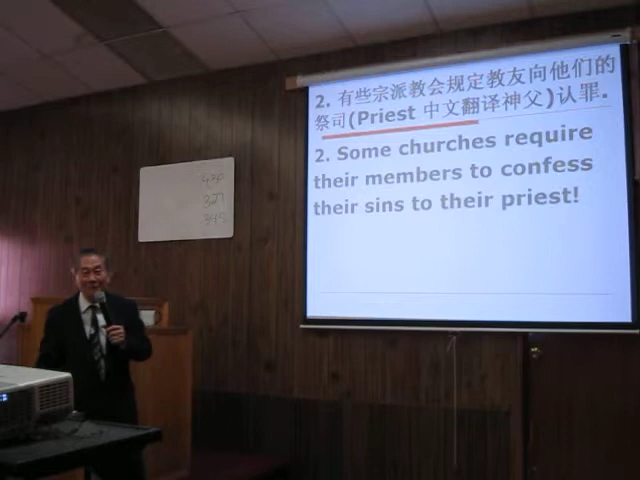 2. 有些宗派教会规定教友向他们的
祭司(Priest 中文翻译神父)认罪.
2. Some churches require
their members to confess
their sins to their priest!
327